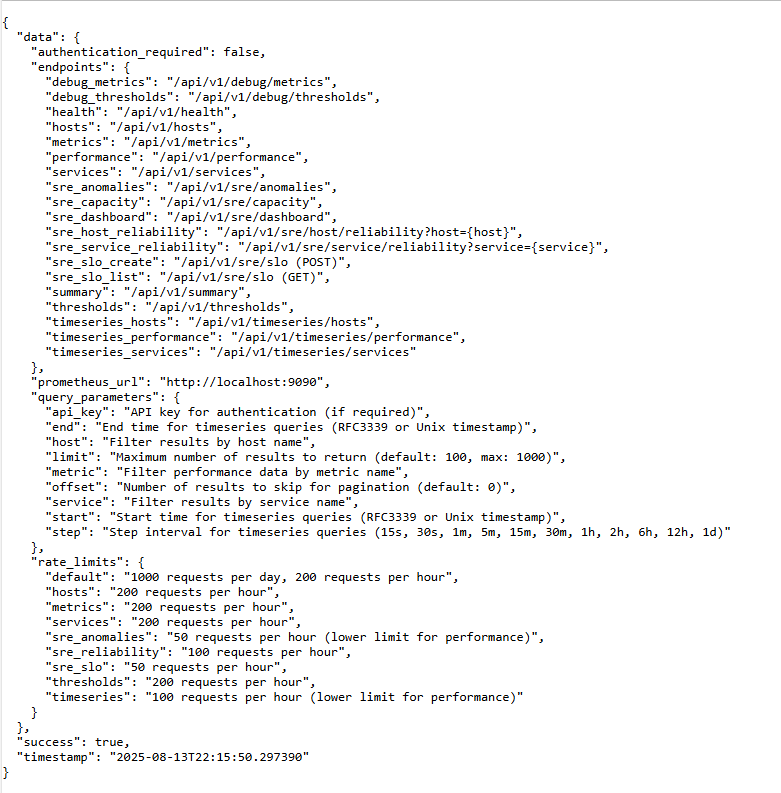 {
  "data": {
    "authentication_required": false,
    "endpoints": {
      "debug_metrics": "/api/v1/debug/metrics",
      "debug_thresholds": "/api/v1/debug/thresholds",
      "health": "/api/v1/health",
      "hosts": "/api/v1/hosts",
      "metrics": "/api/v1/metrics",
      "performance": "/api/v1/performance",
      "services": "/api/v1/services",
      "sre_anomalies": "/api/v1/sre/anomalies",
      "sre_capacity": "/api/v1/sre/capacity",
      "sre_dashboard": "/api/v1/sre/dashboard",
      "sre_host_reliability": "/api/v1/sre/host/reliability?host={host}",
      "sre_service_reliability": "/api/v1/sre/service/reliability?service={service}",
      "sre_slo_create": "/api/v1/sre/slo (POST)",
      "sre_slo_list": "/api/v1/sre/slo (GET)",
      "summary": "/api/v1/summary",
      "thresholds": "/api/v1/thresholds",
      "timeseries_hosts": "/api/v1/timeseries/hosts",
      "timeseries_performance": "/api/v1/timeseries/performance",
      "timeseries_services": "/api/v1/timeseries/services"
    },
    "prometheus_url": "http://localhost:9090",
    "query_parameters": {
      "api_key": "API key for authentication (if required)",
      "end": "End time for timeseries queries (RFC3339 or Unix timestamp)",
      "host": "Filter results by host name",
      "limit": "Maximum number of results to return (default: 100, max: 1000)",
      "metric": "Filter performance data by metric name",
      "offset": "Number of results to skip for pagination (default: 0)",
      "service": "Filter results by service name",
      "start": "Start time for timeseries queries (RFC3339 or Unix timestamp)",
      "step": "Step interval for timeseries queries (15s, 30s, 1m, 5m, 15m, 30m, 1h, 2h, 6h, 12h, 1d)"
    },
    "rate_limits": {
      "default": "1000 requests per day, 200 requests per hour",
      "hosts": "200 requests per hour",
      "metrics": "200 requests per hour",
      "services": "200 requests per hour",
      "sre_anomalies": "50 requests per hour (lower limit for performance)",
      "sre_reliability": "100 requests per hour",
      "sre_slo": "50 requests per hour",
      "thresholds": "200 requests per hour",
      "timeseries": "100 requests per hour (lower limit for performance)"
    }
  },
  "success": true,
  "timestamp": "2025-08-13T22:15:50.297390"
}